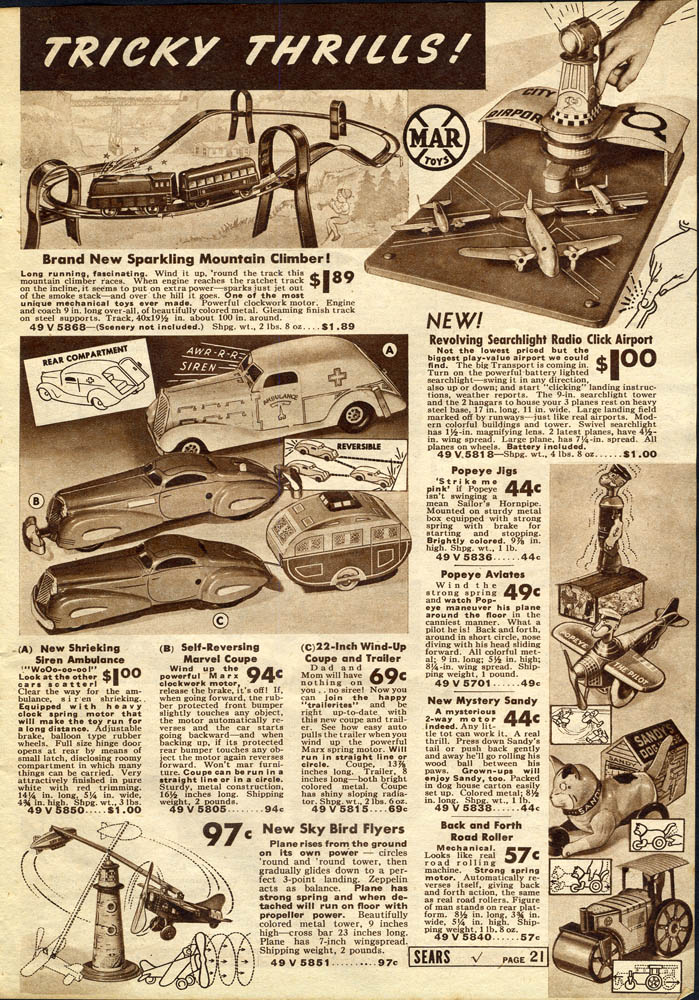 TRICKY THRILLS!
MAR
TOYS
CITY
AIRPOR
Brand New Sparkling Mountain Climber!
Long running, fascinating. Wind it up, 'round the track this
mountain climber races. When engine reaches the ratchet track
on the incline, it seems to put on extra power—sparks just jet out
of the smoke stack—and over the hill it goes. One of the most
unique mechanical toys ever made. Powerful clockwork motor. Engine
and coach 9 in. long over-all, of beautifully colored metal. Gleaming finish track
on steel supports. Track, 40x19½ in. about 100 in. around.
49 V 5868—(Scenery not included.) Shpg. wt., 2 lbs. 8 oz....$1.89
$1 89
NEW!
Revolving Searchlight Radio Click Airport
Not the lowest priced but the
biggest play-value airport we could
find. The big Transport is coming in.
Turn on the powerful battery lighted
searchlight—swing it in any direction,
also up or down; and start "clicking" landing instruc-
tions, weather reports. The 9-in. searchlight tower
and the 2 hangars to house your 3 planes rest on heavy
steel base, 17 in. long, 11 in. wide. Large landing field
marked off by runways—just like real airports. Mod-
ern colorful buildings and tower. Swivel searchlight
has 1½-in. magnifying lens. 2 latest planes, have 4½-
in. wing spread. Large plane, has 7¼-in. spread. All
planes on wheels. Battery included.
49 V 5818—Shpg. wt., 4 lbs. 8 oz......$1.00
$1 00
REAR COMPARTMENT
AWR-R-R
SIREN
AMBULANCE
A
REVERSIBLE
B
C
(A) New Shrieking
Siren Ambulance
"WoOo-oo-oo!"
Look at the other
cars scatter!
Clear the way for the am-
bulance, siren shrieking.
Equipped with heavy
clock spring motor that
will make the toy run for
a long distance. Adjustable
brake, balloon type rubber
wheels. Full size hinge door
opens at rear by means of
small latch, disclosing roomy
compartment in which many
things can be carried. Very
attractively finished in pure
white with red trimming.
14¼ in. long, 5¼ in. wide,
4¾ in. high. Shpg. wt., 3 lbs.
49 V 5850.....$1.00
$1 00
(B) Self-Reversing
Marvel Coupe
Wind up the
powerful Marx
clockwork motor,
release the brake, it's off! If,
when going forward, the rub-
ber protected front bumper
slightly touches any object,
the motor automatically re-
verses and the car starts
going backward—and when
backing up, if its protected
rear bumper touches any ob-
ject the motor again reverses
forward. Won't mar furni-
ture. Coupe can be run in a
straight line or in a circle.
Sturdy, metal construction,
16½ inches long. Shipping
weight, 2 pounds.
49 V 5805........94c
94c
(C) 22-Inch Wind-Up
Coupe and Trailer
Dad and
Mom will have
nothing on
you.. no siree! Now you
can join the happy
"trailerites" and be
right up-to-date with
this new coupe and trail-
er. See how easy auto
pulls the trailer when you
wind up the powerful
Marx spring motor. Will
run in straight line or
circle. Coupe, 13⅞
inches long. Trailer, 8
inches long—both bright
colored metal. Coupe
has shiny sloping radia-
tor. Shpg. wt., 2 lbs. 6 oz.
49 V 5815....69c
69c
Popeye Jigs
'Strike me
pink' if Popeye
isn't swinging a
mean Sailor's Hornpipe.
Mounted on sturdy metal
box equipped with strong
spring with brake for
starting and stopping.
Brightly colored. 9⅞ in.
high. Shpg. wt., 1 lb.
49 V 5836......44c
44c
Popeye Aviates
Wind the
strong spring
and watch Pop-
eye maneuver his plane
around the floor in the
canniest manner. What a
pilot he is! Back and forth,
around in short circle, nose
diving with his head sliding
forward. All colorful met-
al; 9 in. long; 5½ in. high;
8¼-in. wing spread. Ship-
ping weight, 1 pound.
49 V 5701.....49c
49c
POPEYE
THE PILOT
New Mystery Sandy
A mysterious
2-way motor
indeed. Any lit-
tle tot can work it. A real
thrill. Press down Sandy's
tail or push back gently
and away he'll go rolling his
wood ball between his
paws. Grown-ups will
enjoy Sandy, too. Packed
in dog house carton easily
set up. Colored metal; 8½
in. long. Shpg. wt., 1 lb.
49 V 5838......44c
44c
SANDY'S
DOG
SANDY
Back and Forth
Road Roller
Mechanical.
Looks like real
road rolling
machine. Strong spring
motor. Automatically re-
verses itself, giving back
and forth action, the same
as real road rollers. Figure
of man stands on rear plat-
form. 8½ in. long, 3¾ in.
wide, 5¼ in. high. Ship-
ping weight, 1 lb. 8 oz.
49 V 5840......57c
57c
97c New Sky Bird Flyers
Plane rises from the ground
on its own power — circles
'round and 'round tower, then
gradually glides down to a per-
fect 3-point landing. Zeppelin
acts as balance. Plane has
strong spring and when de-
tached will run on floor with
propeller power. Beautifully
colored metal tower, 9 inches
high—cross bar 23 inches long.
Plane has 7-inch wingspread.
Shipping weight, 2 pounds.
49 V 5851..........97c
SEARS √ PAGE 21